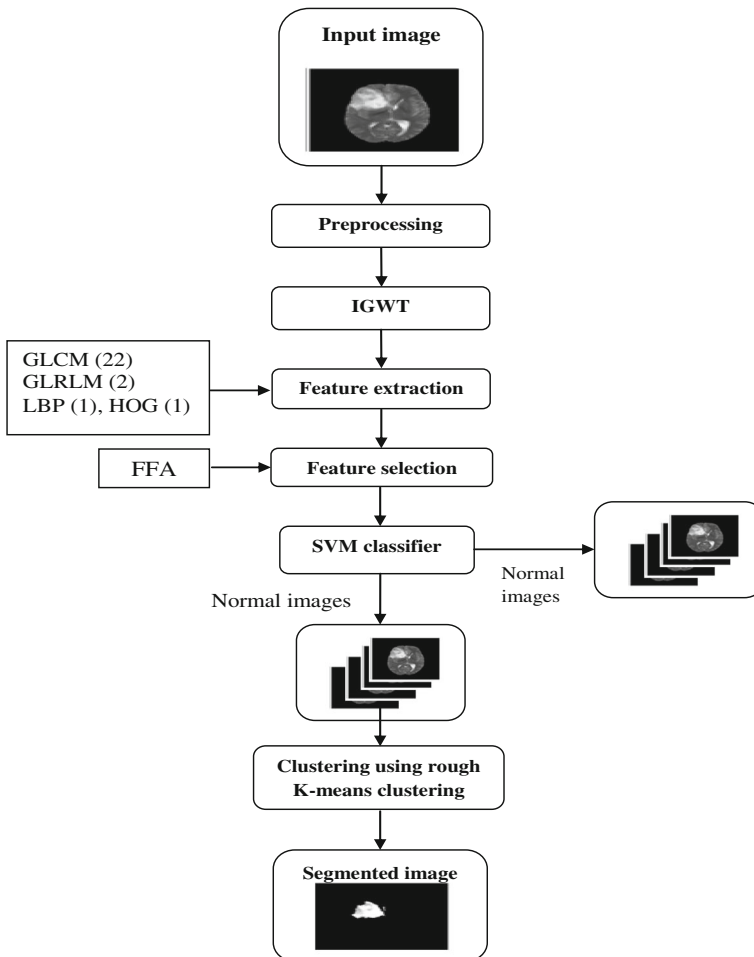 Input image
Preprocessing
IGWT
GLCM (22)
GLRLM (2)
LBP (1), HOG (1)
Feature extraction
FFA
Feature selection
SVM classifier
Normal
images
Normal images
Clustering using rough
K-means clustering
Segmented image